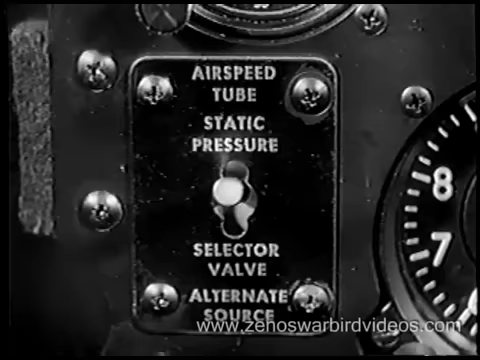 AIRSPEED
TUBE
STATIC
PRESSURE
SELECTOR
VALVE
ALTERNATE
SOURCE
8
7
www.zenoswarbirdvideos.com